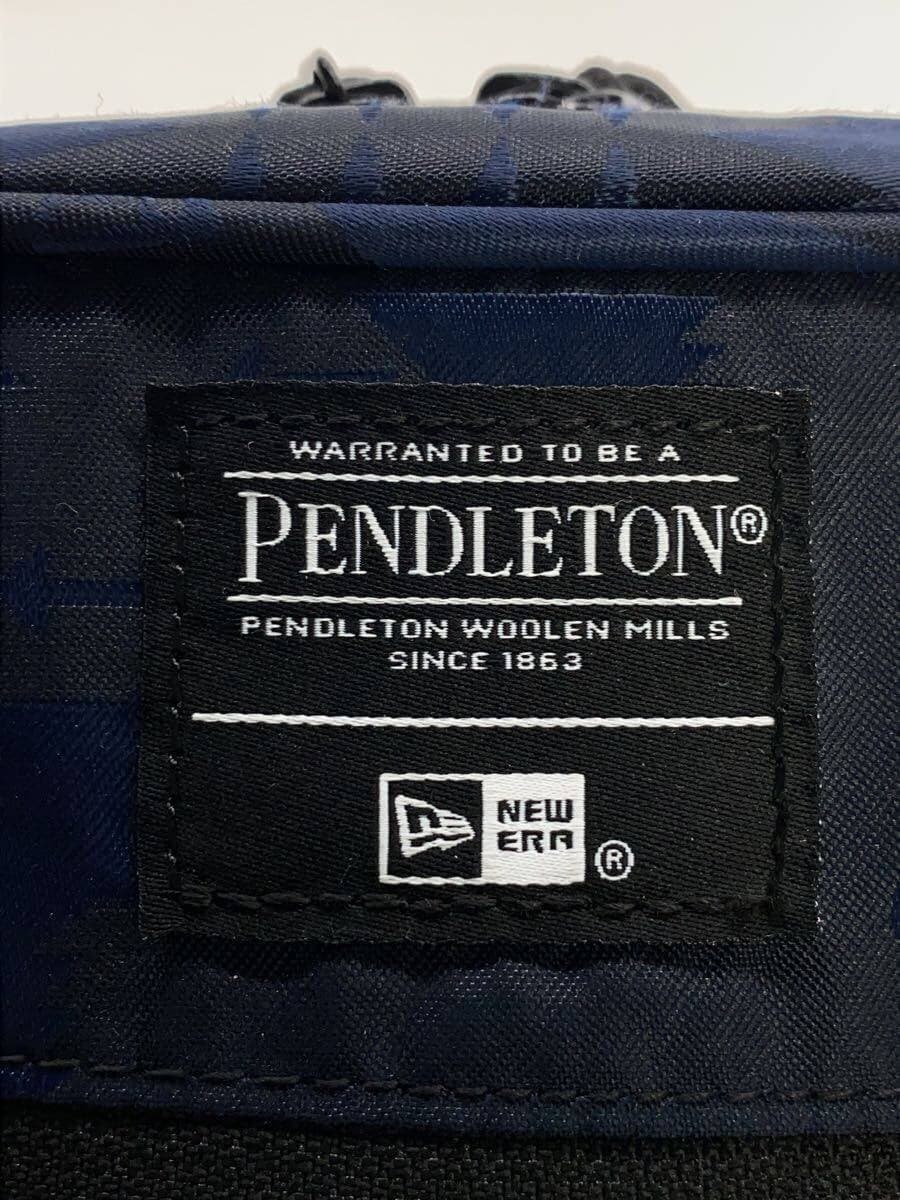 WARRANTED TO BE A
PENDLETON®
PENDLETON WOOLEN MILLS
SINCE 1863
NEW
ERA®